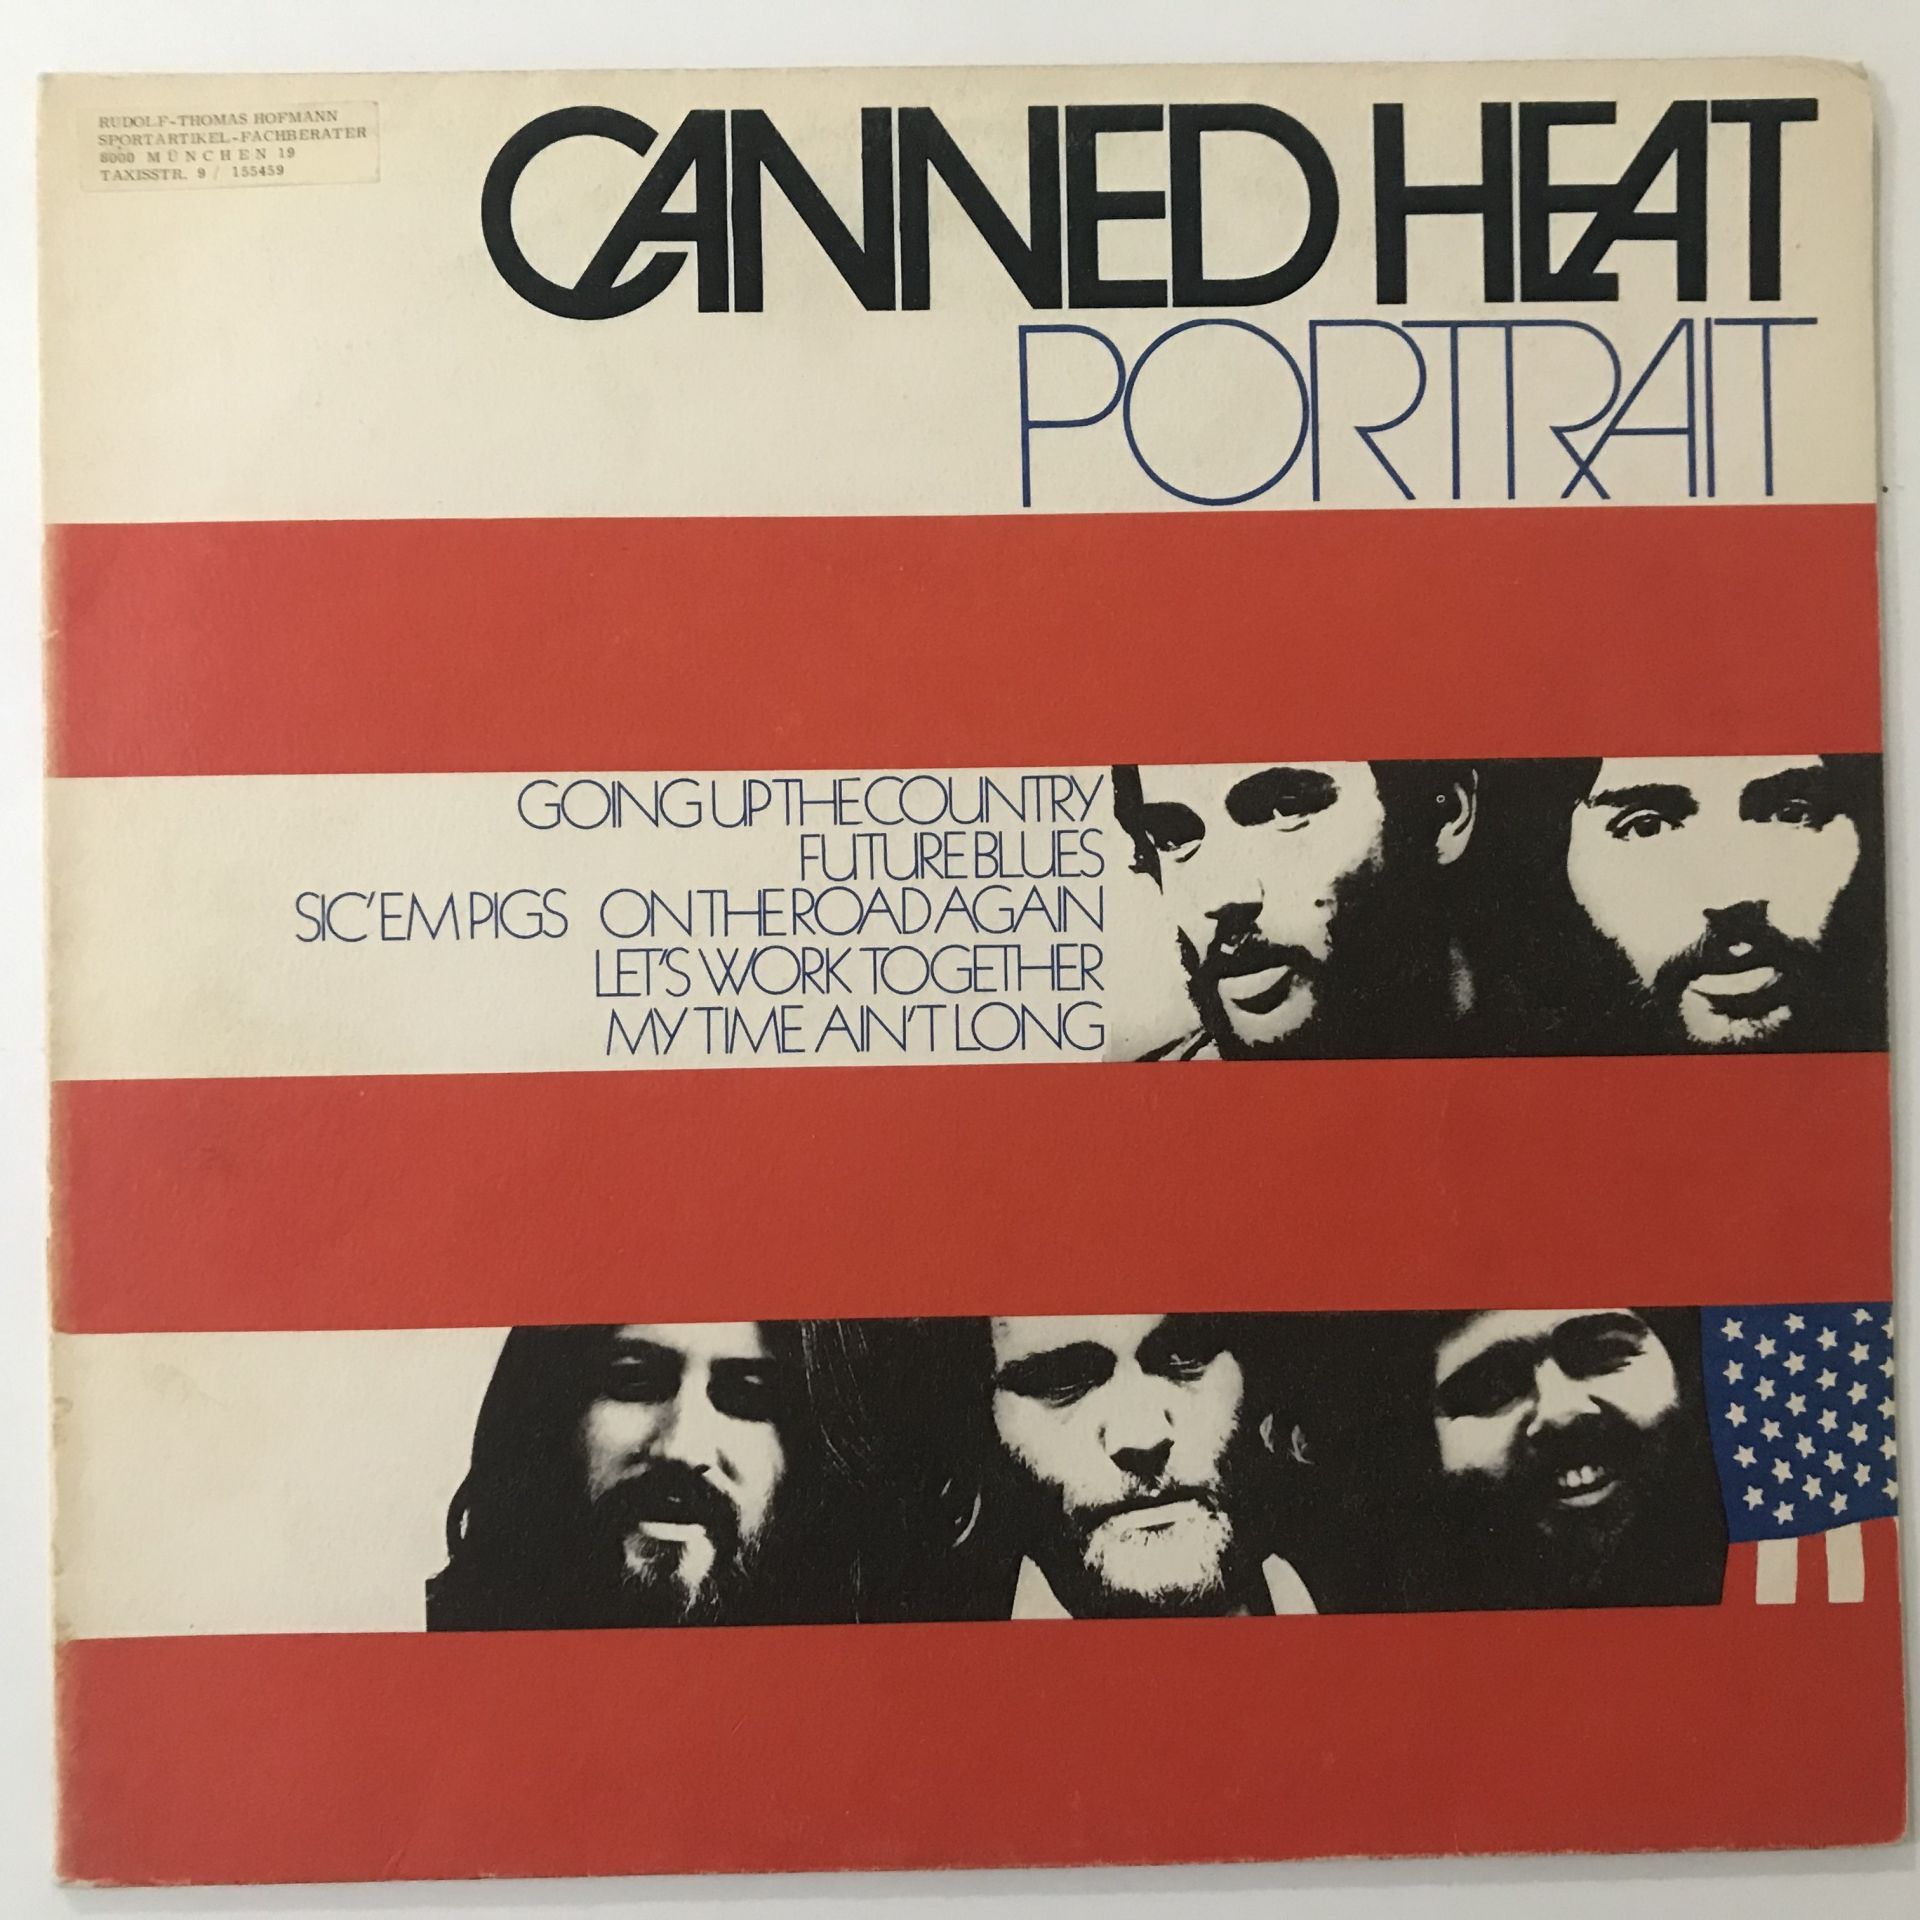 RUDOLF-THOMAS HOFMANN
SPORTARTIKEL-FACHBERATER
8000 MÜNCHEN 19
TAXISSTR. 9 / 155459
CANNED HEAT
PORTRAIT
GOING UP THE COUNTRY
FUTURE BLUES
SIC'EM PIGS ON THE ROAD AGAIN
LET'S WORK TOGETHER
MY TIME AIN'T LONG